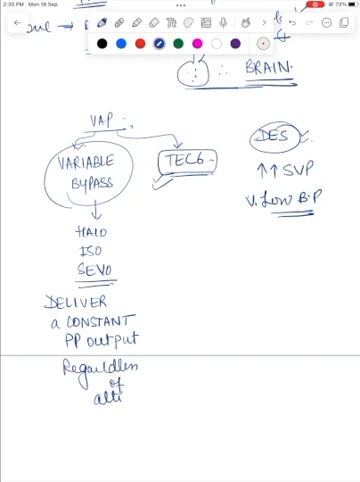 2:30 PM Mon 18 Sep
73%
BRAIN.
VAP
VARIABLE
BYPASS
TEC6
DES
↑↑ SVP
V. Low B.P
HALO
ISO
SEVO
DELIVER
a CONSTANT
PP output
Regardless
of
alti